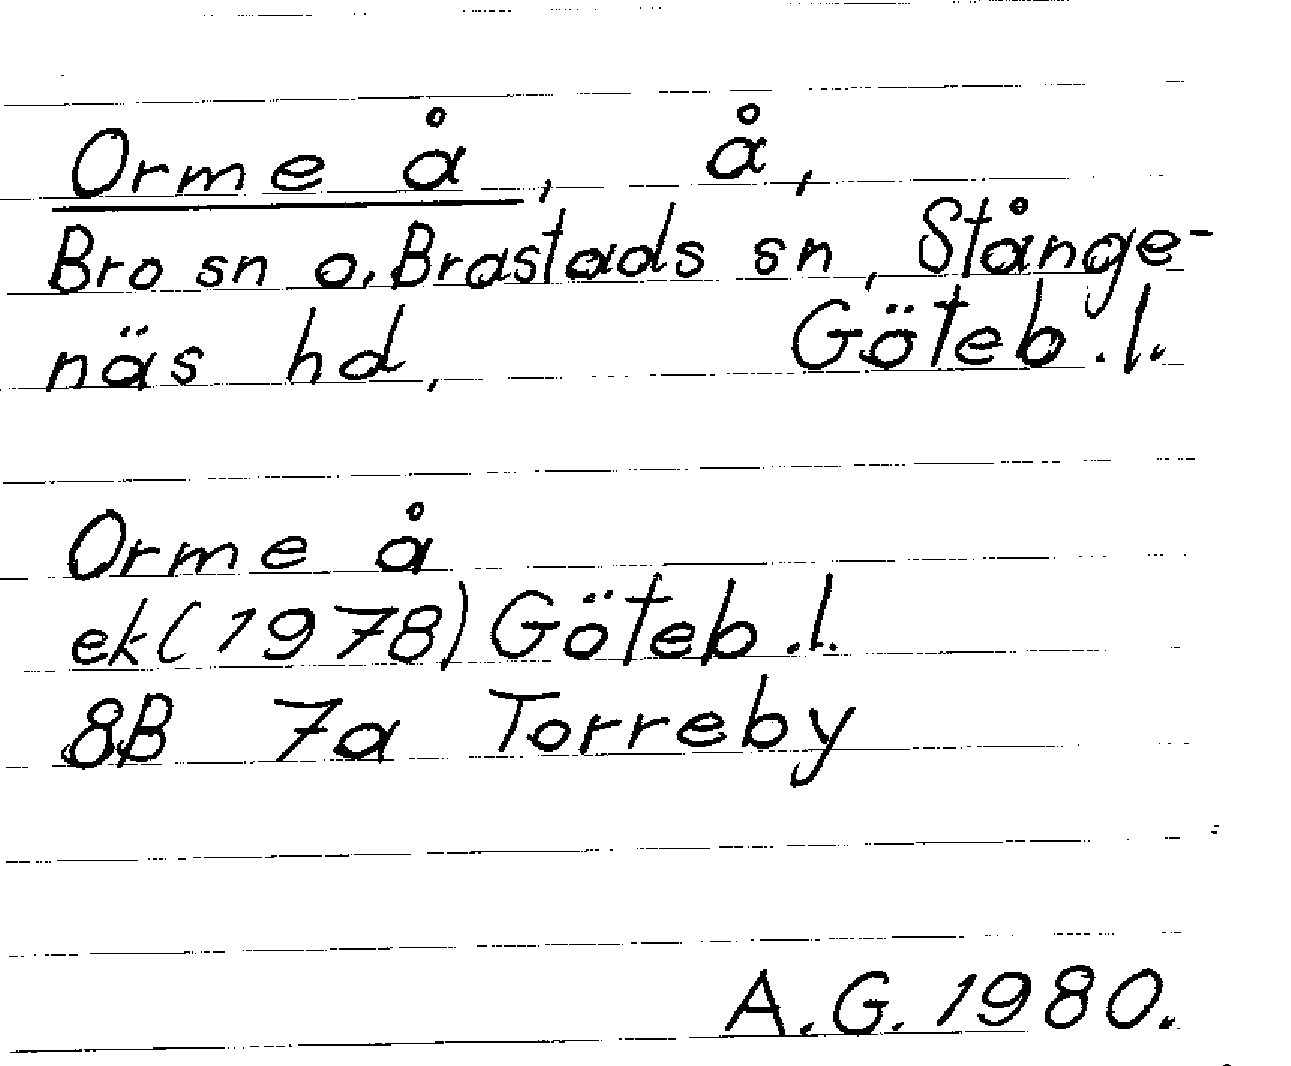 Orme å, å,
Bro sn o. Brastads sn, Stånge-
näs hd, Göteb. l.
Orme å
ek (1978) Göteb. l.
8B 7a Torreby
A.G. 1980.